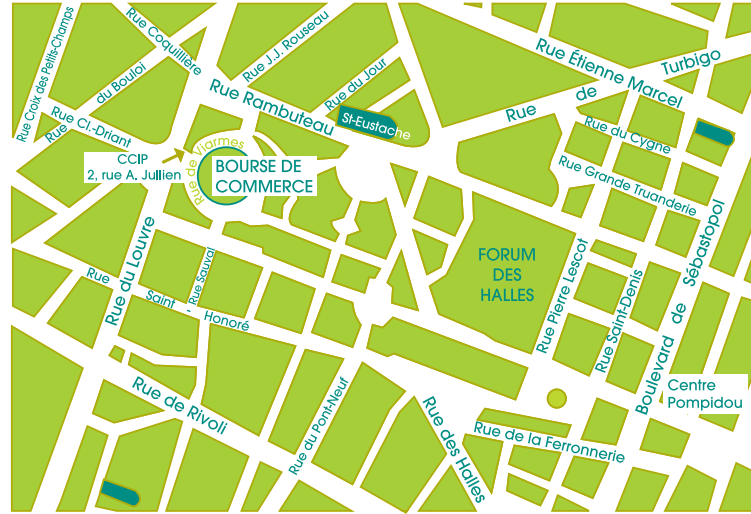 Rue Croix des Petits-Champs
Rue Coquillière
Rue J.J. Rouseau
Rue du Bouloi
Rue du Jour
Rue Rambuteau
St-Eustache
Rue Étienne Marcel
Rue de Turbigo
Rue du Cygne
Rue Grande Truanderie
Rue Cl.-Driant
CCIP
2, rue A. Jullien
Rue de Viarmes
BOURSE DE
COMMERCE
Rue du Louvre
Rue Sauval
Rue Saint - Honoré
FORUM
DES
HALLES
Rue Pierre Lescot
Rue Saint-Denis
Boulevard de Sébastopol
Centre
Pompidou
Rue de Rivoli
Rue du Pont-Neuf
Rue des Halles
Rue de la Ferronnerie